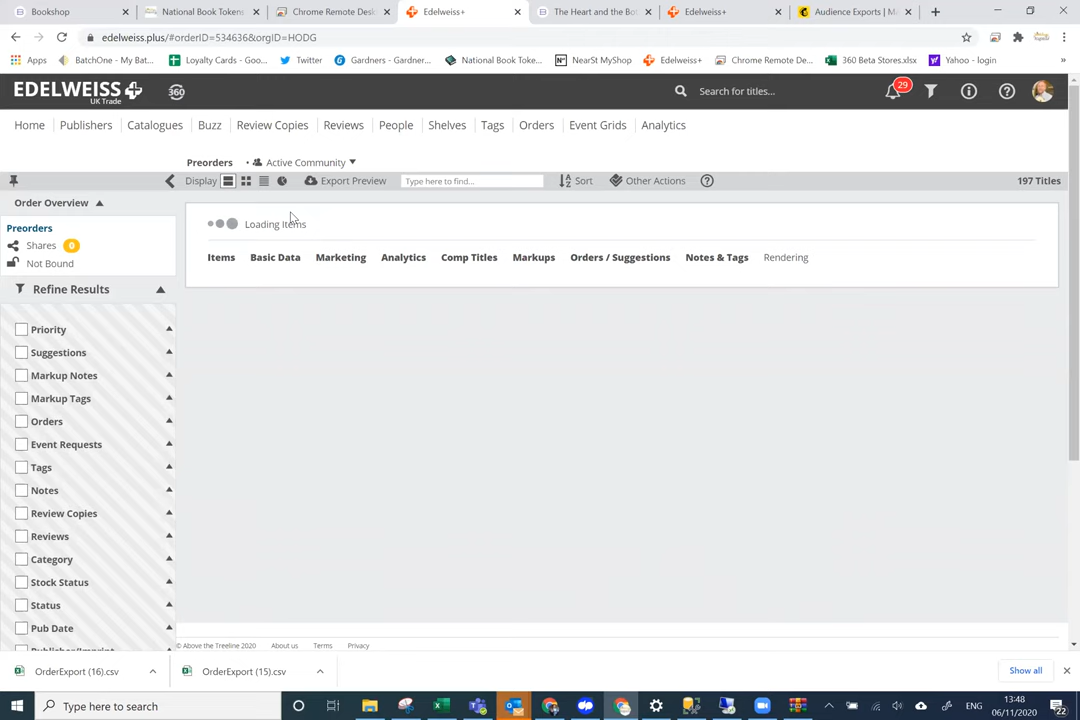 Bookshop
National Book Tokens
Chrome Remote Desk
Edelweiss+
The Heart and the Bot
Edelweiss+
Audience Exports | M
edelweiss.plus/#orderID=534636&orgID=HODG
Apps
BatchOne - My Bat...
Loyalty Cards - Goo...
Twitter
Gardners - Gardner...
National Book Toke...
NearSt MyShop
Edelweiss+
Chrome Remote De...
360 Beta Stores.xlsx
Yahoo - login
»
EDELWEISS
UK Trade
360
Search for titles...
29
Home
Publishers
Catalogues
Buzz
Review Copies
Reviews
People
Shelves
Tags
Orders
Event Grids
Analytics
Preorders
• Active Community
Display
Export Preview
Type here to find...
Sort
Other Actions
197 Titles
Order Overview
Preorders
Shares 0
Not Bound
Refine Results
Loading Items
Items
Basic Data
Marketing
Analytics
Comp Titles
Markups
Orders / Suggestions
Notes & Tags
Rendering
Priority
Suggestions
Markup Notes
Markup Tags
Orders
Event Requests
Tags
Notes
Review Copies
Reviews
Category
Stock Status
Status
Pub Date
Publisher/Imprint
© Above the Treeline 2020
About us
Terms
Privacy
OrderExport (16).csv
OrderExport (15).csv
Show all
Type here to search
ENG
13:48
06/11/2020
22